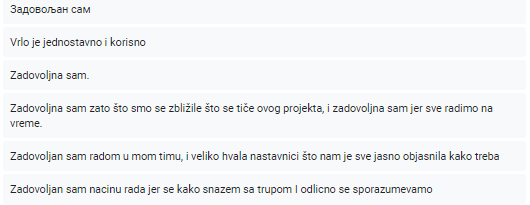 Задовољан сам
Vrlo je jednostavno i korisno
Zadovoljna sam.
Zadovoljna sam zato što smo se zbližile što se tiče ovog projekta, i zadovoljna sam jer sve radimo na
vreme.
Zadovoljan sam radom u mom timu, i veliko hvala nastavnici što nam je sve jasno objasnila kako treba
Zadovoljan sam nacinu rada jer se kako snazem sa trupom I odlicno se sporazumevamo